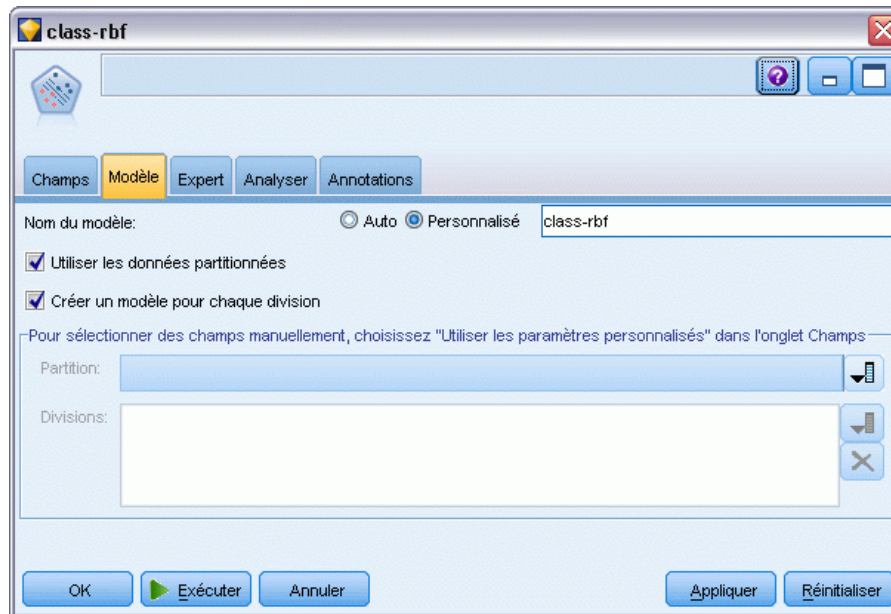 class-rbf
Champs Modèle Expert Analyser Annotations
Nom du modèle: Auto Personnalisé class-rbf
Utiliser les données partitionnées
Créer un modèle pour chaque division
Pour sélectionner des champs manuellement, choisissez "Utiliser les paramètres personnalisés" dans l'onglet Champs
Partition:
Divisions:
OK Exécuter Annuler Appliquer Réinitialiser